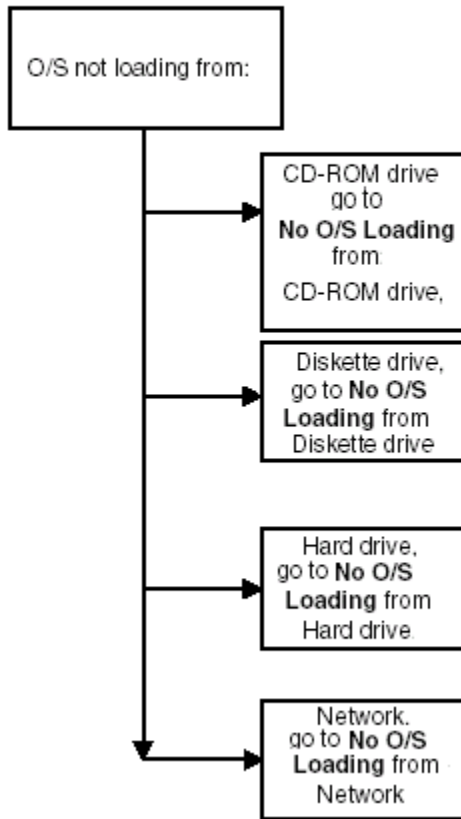 O/S not loading from:
CD-ROM drive
go to
No O/S Loading
from:
CD-ROM drive,
Diskette drive,
go to No O/S
Loading from
Diskette drive
Hard drive,
go to No O/S
Loading from
Hard drive.
Network.
go to No O/S
Loading from
Network